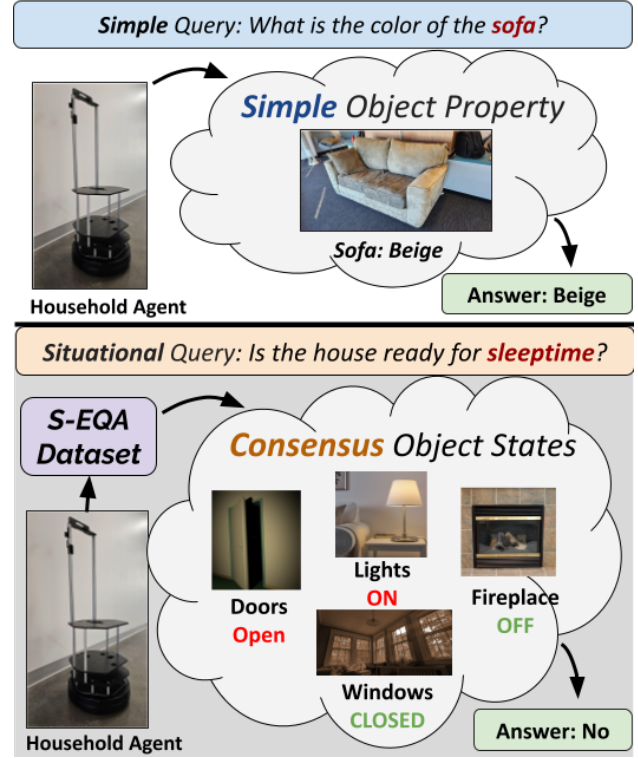 Simple Query: What is the color of the sofa?
Simple Object Property
Sofa: Beige
Household Agent
Answer: Beige
Situational Query: Is the house ready for sleeptime?
S-EQA
Dataset
Consensus Object States
Doors
Open
Lights
ON
Fireplace
OFF
Windows
CLOSED
Household Agent
Answer: No